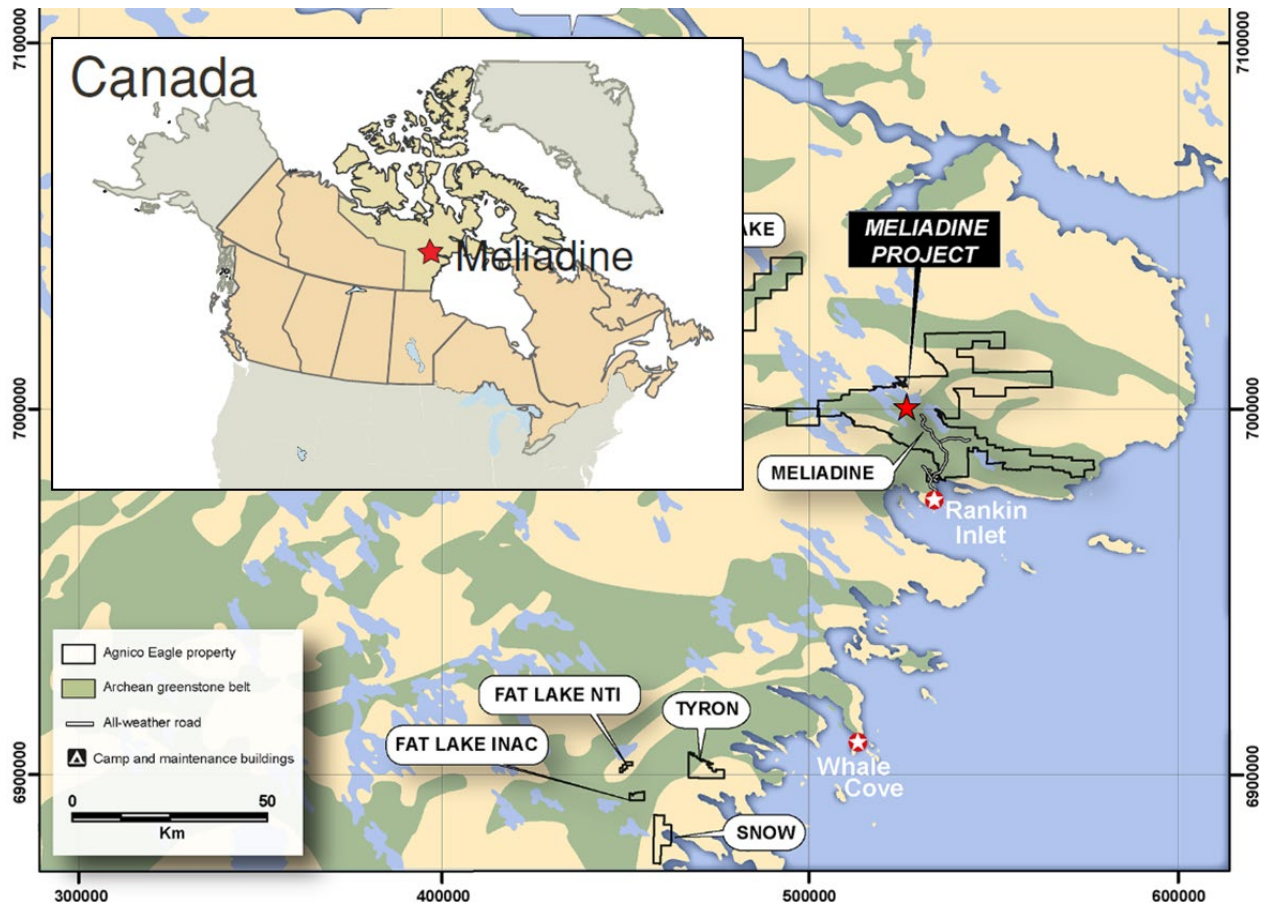 7100000
7100000
Canada
Meliadine
AKE
MELIADINE
PROJECT
7000000
7000000
MELIADINE
Rankin
Inlet
Agnico Eagle property
Archean greenstone belt
All-weather road
Camp and maintenance buildings
0 50
Km
FAT LAKE NTI
TYRON
FAT LAKE INAC
Whale
Cove
SNOW
6900000
6900000
300000
400000
500000
600000